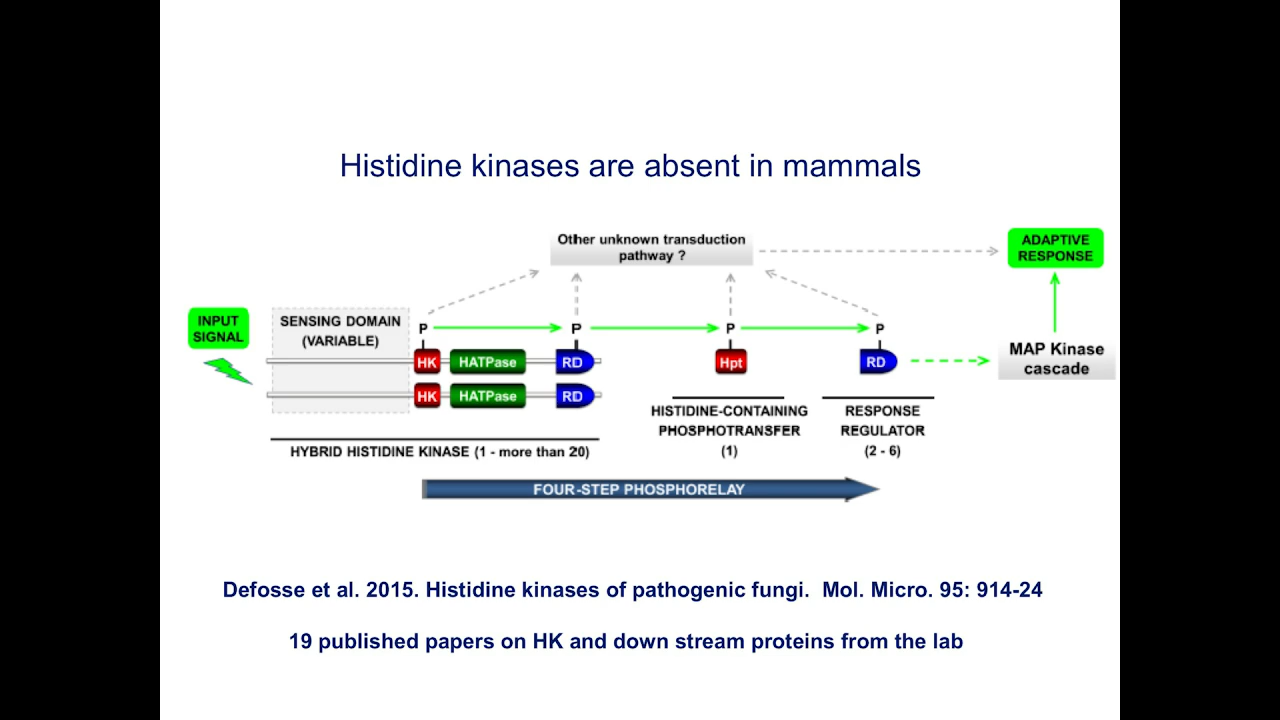 Histidine kinases are absent in mammals
Other unknown transduction
pathway ?
ADAPTIVE
RESPONSE
INPUT
SIGNAL
SENSING DOMAIN
(VARIABLE)
P
P
P
P
HK
HATPase
RD
Hpt
RD
MAP Kinase
cascade
HK
HATPase
RD
HISTIDINE-CONTAINING
PHOSPHOTRANSFER
(1)
RESPONSE
REGULATOR
(2 - 6)
HYBRID HISTIDINE KINASE (1 - more than 20)
FOUR-STEP PHOSPHORELAY
Defosse et al. 2015. Histidine kinases of pathogenic fungi.  Mol. Micro. 95: 914-24
19 published papers on HK and down stream proteins from the lab